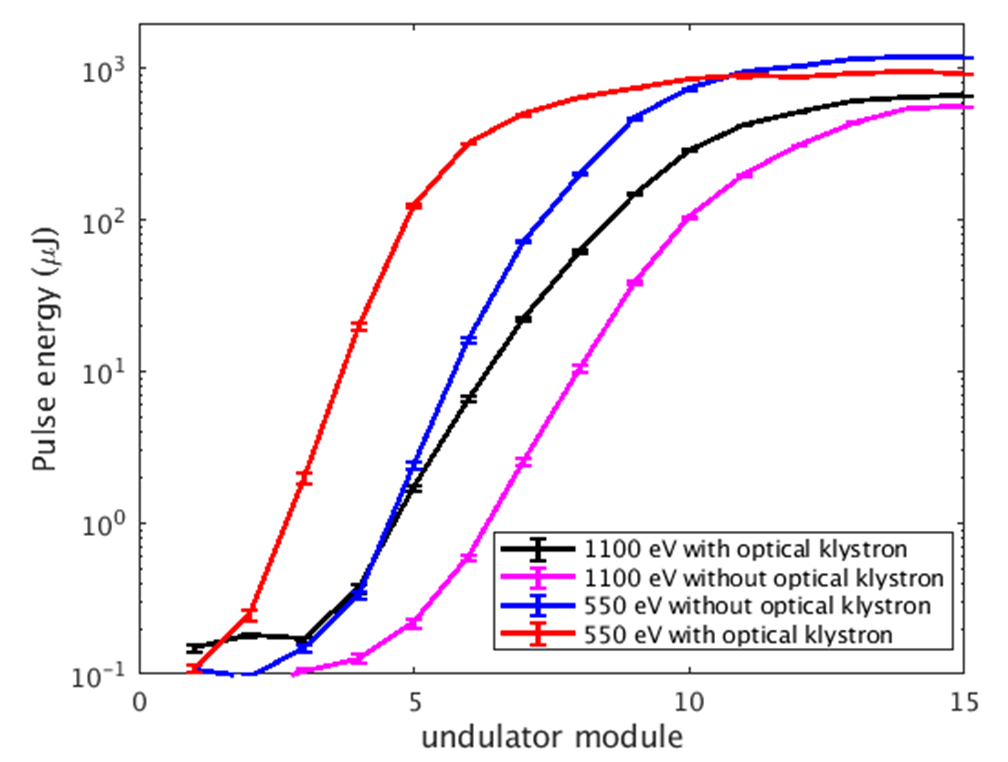 10³
10²
10¹
10⁰
10⁻¹
Pulse energy (μJ)
0 5 10 15
undulator module
1100 eV with optical klystron
1100 eV without optical klystron
550 eV without optical klystron
550 eV with optical klystron